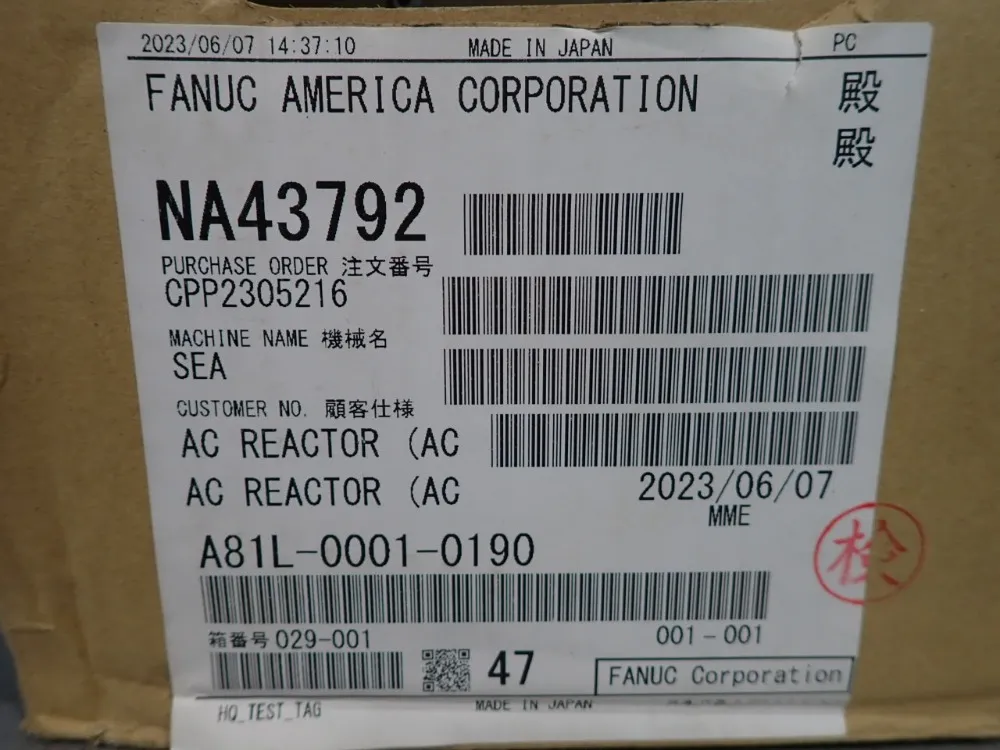 2023/06/07 14:37:10 MADE IN JAPAN PC
FANUC AMERICA CORPORATION 殿
殿
NA43792
PURCHASE ORDER 注文番号
CPP2305216
MACHINE NAME 機械名
SEA
CUSTOMER NO. 顧客仕様
AC REACTOR (AC
AC REACTOR (AC 2023/06/07
MME
A81L-0001-0190
検
箱番号 029-001 001-001
47 FANUC Corporation
HQ_TEST_TAG MADE IN JAPAN